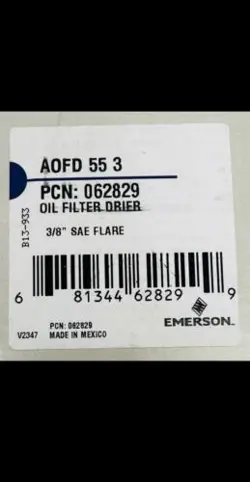 AOFD 55 3
PCN: 062829
OIL FILTER DRIER
3/8" SAE FLARE
B13-933
6 81344 62829 9
PCN: 062829
V2347 MADE IN MEXICO
EMERSON